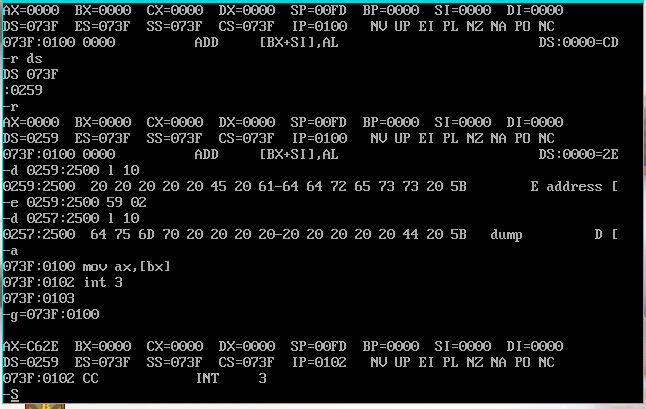 AX=0000  BX=0000  CX=0000  DX=0000  SP=00FD  BP=0000  SI=0000  DI=0000
DS=073F  ES=073F  SS=073F  CS=073F  IP=0100   NV UP EI PL NZ NA PO NC
073F:0100 0000          ADD     [BX+SI],AL                         DS:0000=CD
-r ds
DS 073F
:0259
-r
AX=0000  BX=0000  CX=0000  DX=0000  SP=00FD  BP=0000  SI=0000  DI=0000
DS=0259  ES=073F  SS=073F  CS=073F  IP=0100   NV UP EI PL NZ NA PO NC
073F:0100 0000          ADD     [BX+SI],AL                         DS:0000=2E
-d 0259:2500 l 10
0259:2500  20 20 20 20 20 45 20 61-64 64 72 65 73 73 20 5B        E address [
-e 0259:2500 59 02
-d 0257:2500 l 10
0257:2500  64 75 6D 70 20 20 20 20-20 20 20 20 20 44 20 5B   dump         D [
-a
073F:0100 mov ax,[bx]
073F:0102 int 3
073F:0103
-g=073F:0100
AX=C62E  BX=0000  CX=0000  DX=0000  SP=00FD  BP=0000  SI=0000  DI=0000
DS=0259  ES=073F  SS=073F  CS=073F  IP=0102   NV UP EI PL NZ NA PO NC
073F:0102 CC            INT     3
-S